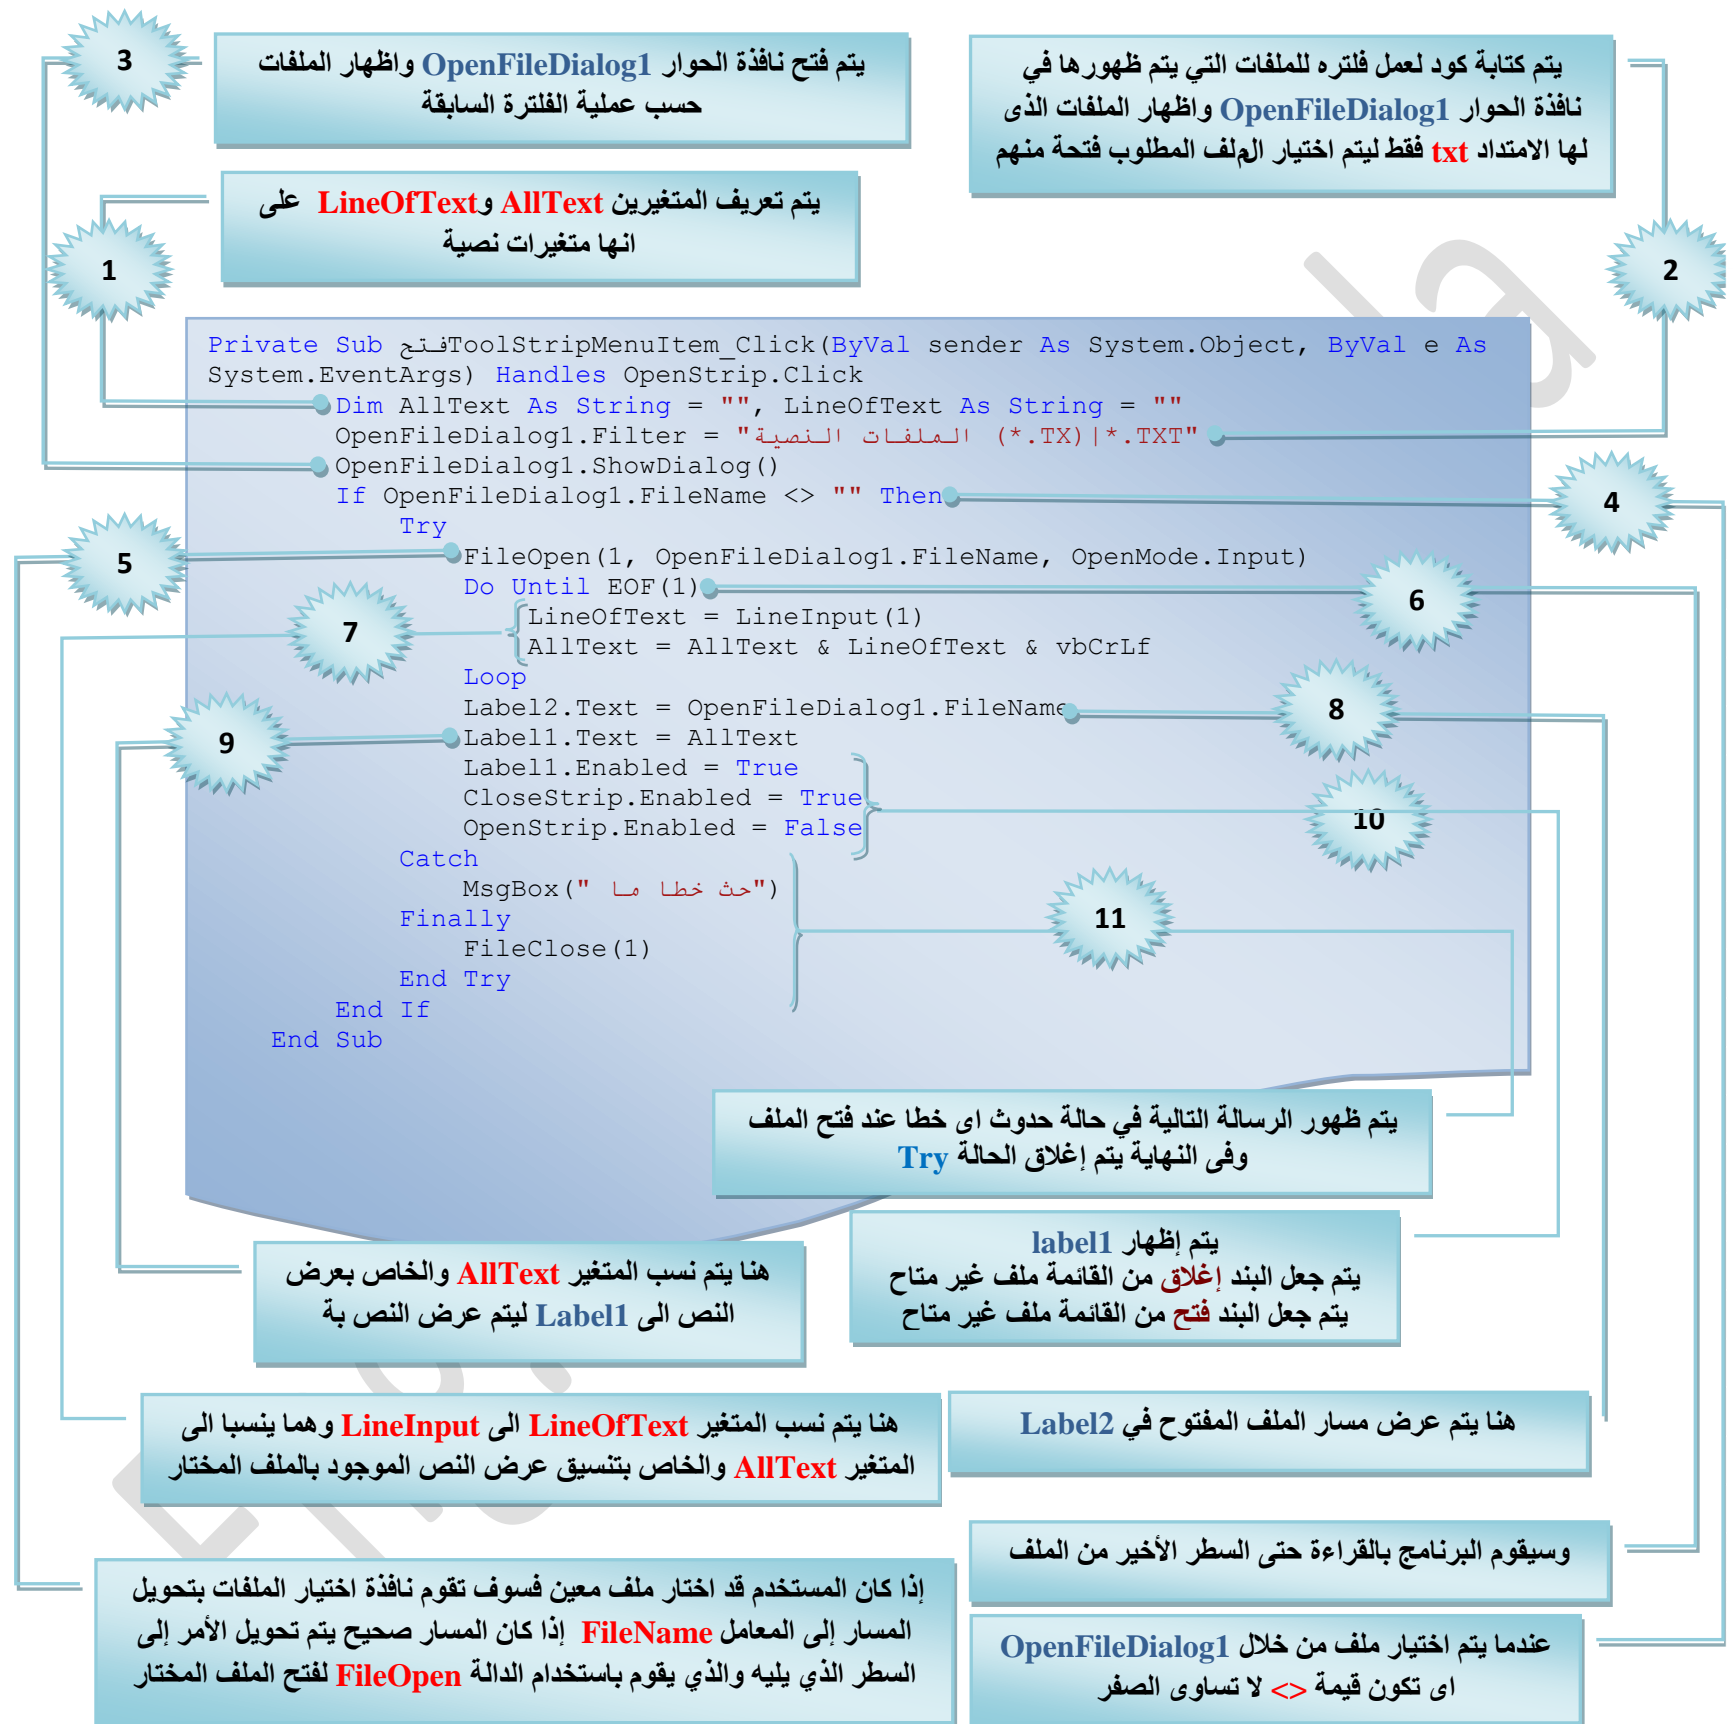 3
يتم فتح نافذة الحوار OpenFileDialog1 واظهار الملفات
حسب عملية الفلترة السابقة
يتم كتابة كود لعمل فلتره للملفات التي يتم ظهورها في
نافذة الحوار OpenFileDialog1 واظهار الملفات الذى
لها الامتداد txt فقط ليتم اختيار الملف المطلوب فتحة منهم
يتم تعريف المتغيرين AllText وLineOfText على
انها متغيرات نصية
1
2
Private Sub فتحToolStripMenuItem_Click(ByVal sender As System.Object, ByVal e As
System.EventArgs) Handles OpenStrip.Click
Dim AllText As String = "", LineOfText As String = ""
OpenFileDialog1.Filter = "الملفات النصية (*.TX)|*.TXT"
OpenFileDialog1.ShowDialog()
If OpenFileDialog1.FileName <> "" Then
4
Try
5
FileOpen(1, OpenFileDialog1.FileName, OpenMode.Input)
Do Until EOF(1)
6
LineOfText = LineInput(1)
7
AllText = AllText & LineOfText & vbCrLf
Loop
Label2.Text = OpenFileDialog1.FileName
8
9
Label1.Text = AllText
Label1.Enabled = True
CloseStrip.Enabled = True
10
OpenStrip.Enabled = False
Catch
MsgBox("حث خطا ما ")
11
Finally
FileClose(1)
End Try
End If
End Sub
يتم ظهور الرسالة التالية في حالة حدوث اى خطا عند فتح الملف
وفى النهاية يتم إغلاق الحالة Try
يتم إظهار label1
يتم جعل البند إغلاق من القائمة ملف غير متاح
يتم جعل البند فتح من القائمة ملف غير متاح
هنا يتم نسب المتغير AllText والخاص بعرض
النص الى Label1 ليتم عرض النص بة
هنا يتم نسب المتغير LineOfText الى LineInput وهما ينسبا الى
المتغير AllText والخاص بتنسيق عرض النص الموجود بالملف المختار
هنا يتم عرض مسار الملف المفتوح في Label2
وسيقوم البرنامج بالقراءة حتى السطر الأخير من الملف
إذا كان المستخدم قد اختار ملف معين فسوف تقوم نافذة اختيار الملفات بتحويل
المسار إلى المعامل FileName إذا كان المسار صحيح يتم تحويل الأمر إلى
السطر الذي يليه والذي يقوم باستخدام الدالة FileOpen لفتح الملف المختار
عندما يتم اختيار ملف من خلال OpenFileDialog1
اى تكون قيمة <> لا تساوى الصفر